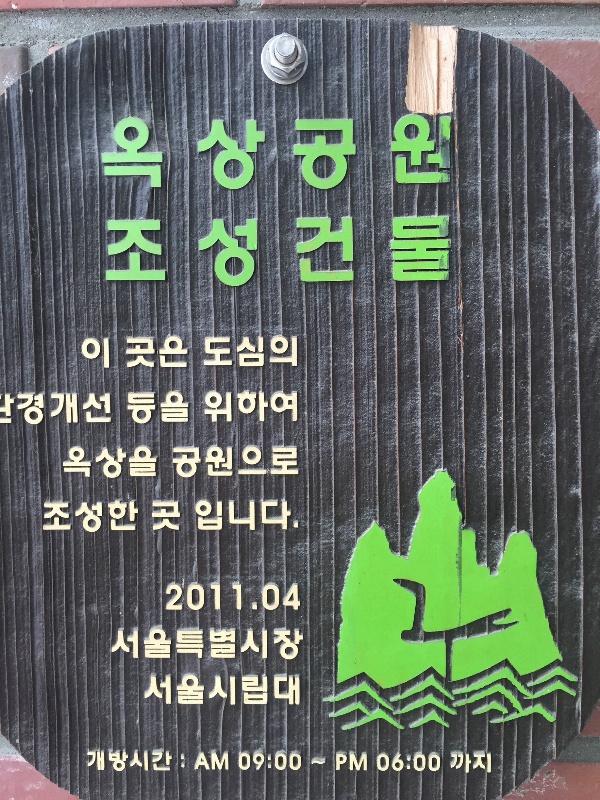 옥상공원
조성건물
이 곳은 도심의
환경개선 등을 위하여
옥상을 공원으로
조성한 곳 입니다.
2011.04
서울특별시장
서울시립대
개방시간 : AM 09:00 ~ PM 06:00 까지